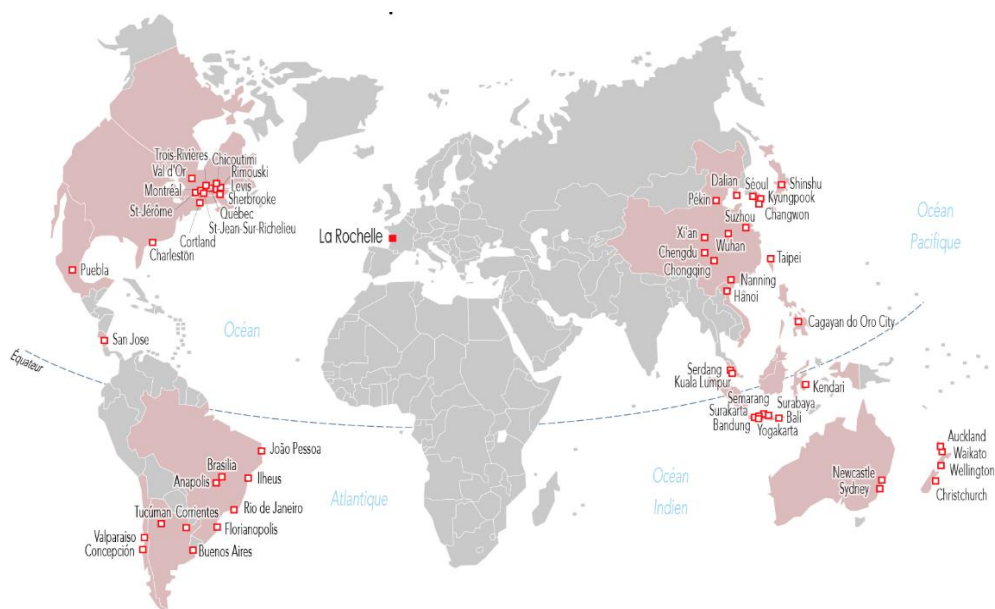 Trois-Rivières
Chicoutimi
Val d'Or
Rimouski
Montréal
Levis
St-Jérôme
Sherbrooke
Québec
St-Jean-Sur-Richelieu
Cortland
Charleston
Puebla
San Jose
Équateur
Océan
Atlantique
La Rochelle
João Pessoa
Brasilia
Anapolis
Ilheus
Rio de Janeiro
Tucùman
Corrientes
Florianopolis
Valparaiso
Concepción
Buenos Aires
Dalian
Séoul
Shinshu
Kyungpook
Pékin
Changwon
Suzhou
Xi'an
Wuhan
Chengdu
Taipei
Chongqing
Nanning
Hânoi
Cagayan do Oro City
Océan
Pacifique
Serdang
Kuala Lumpur
Kendari
Semarang
Surabaya
Surakarta
Bali
Bandung
Yogakarta
Océan
Indien
Newcastle
Sydney
Auckland
Waikato
Wellington
Christchurch